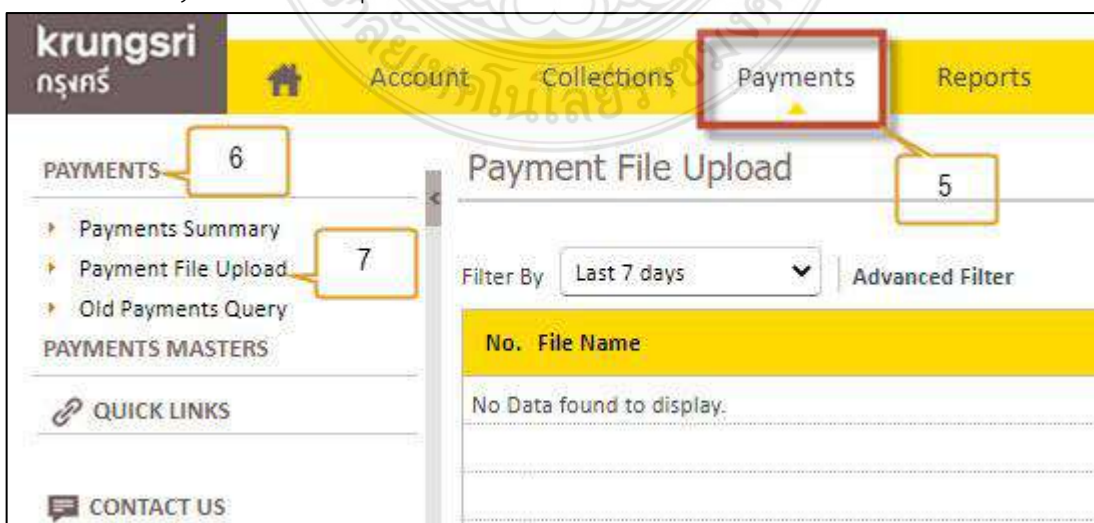 krungsri
กรุงศรี
Account Collections Payments Reports
5
PAYMENTS
6
Payments Summary
Payment File Upload
7
Old Payments Query
PAYMENTS MASTERS
QUICK LINKS
CONTACT US
Payment File Upload
Filter By Last 7 days Advanced Filter
No. File Name
No Data found to display.